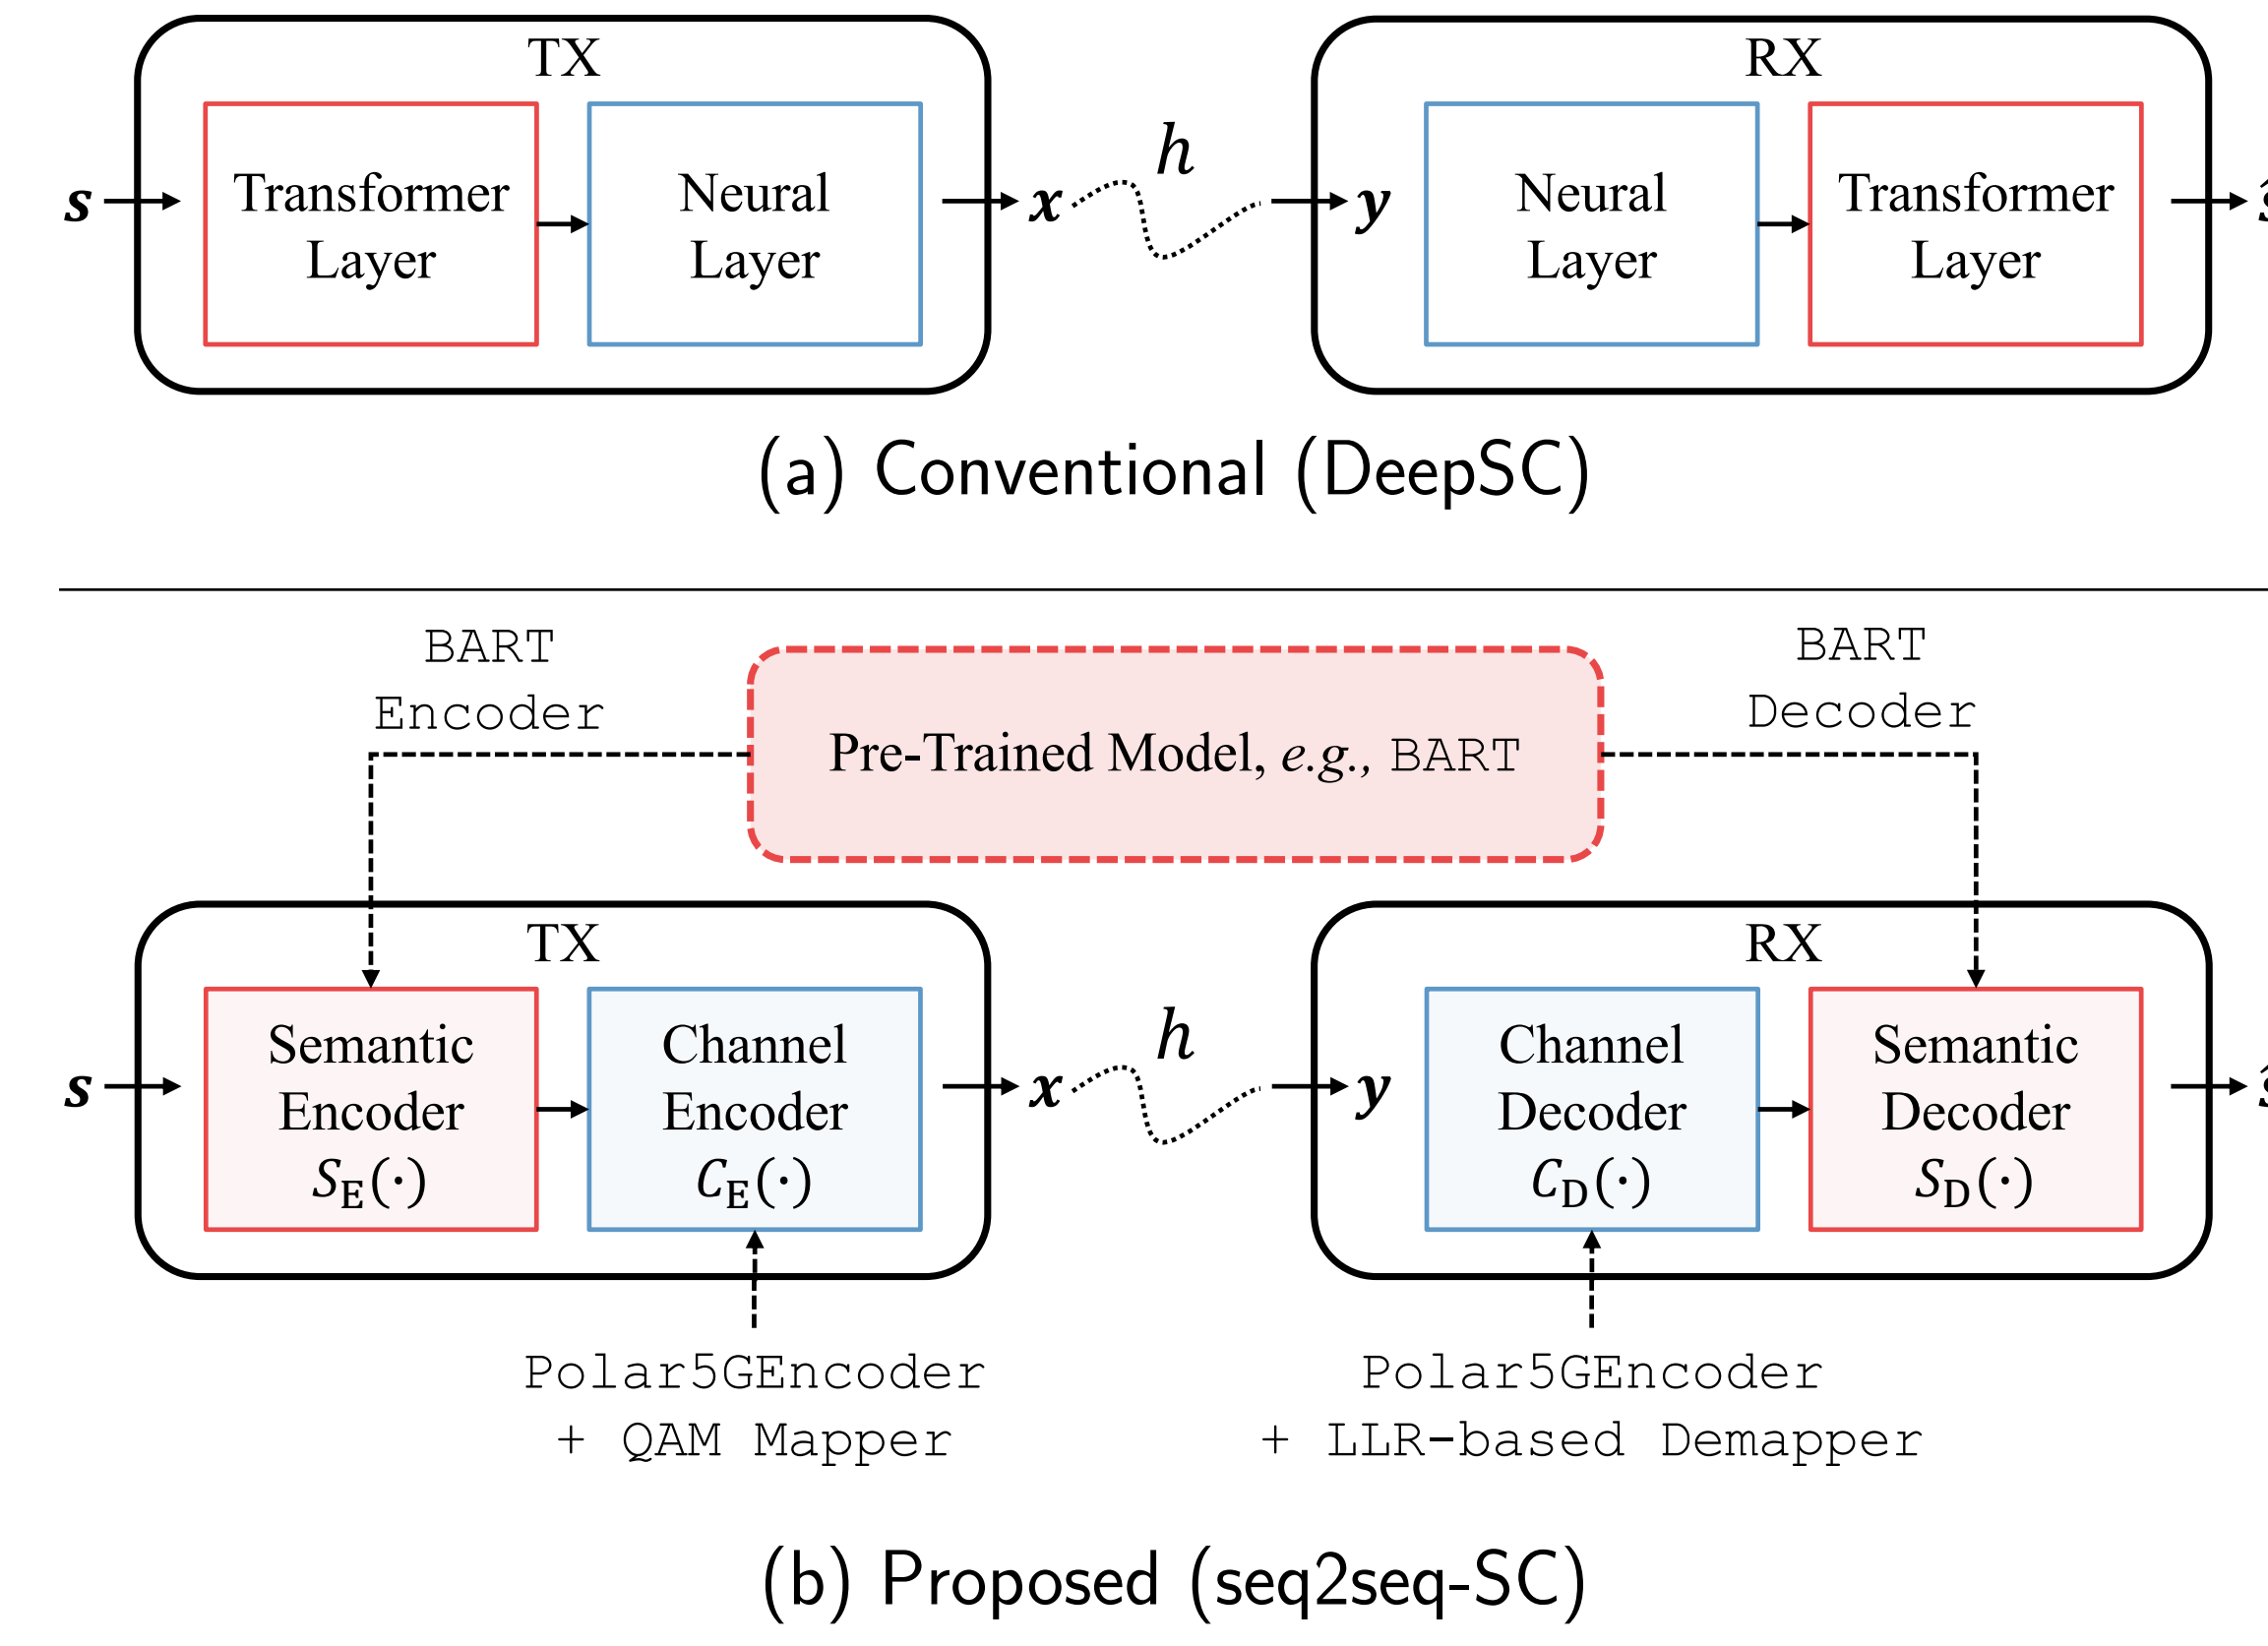 TX
RX
s
Transformer
Layer
Neural
Layer
x
h
y
Neural
Layer
Transformer
Layer
(a) Conventional (DeepSC)
BART
Encoder
Pre-Trained Model, e.g., BART
BART
Decoder
TX
RX
s
Semantic
Encoder
S_E(·)
Channel
Encoder
C_E(·)
x
h
y
Channel
Decoder
C_D(·)
Semantic
Decoder
S_D(·)
Polar5GEncoder
+ QAM Mapper
Polar5GEncoder
+ LLR-based Demapper
(b) Proposed (seq2seq-SC)